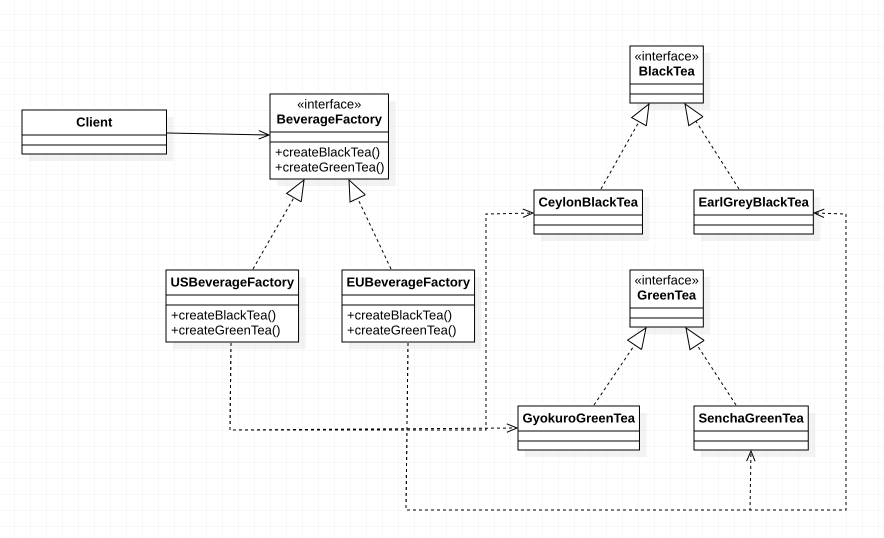 Client
«interface»
BeverageFactory
+createBlackTea()
+createGreenTea()
USBeverageFactory
+createBlackTea()
+createGreenTea()
EUBeverageFactory
+createBlackTea()
+createGreenTea()
«interface»
BlackTea
CeylonBlackTea
EarlGreyBlackTea
«interface»
GreenTea
GyokuroGreenTea
SenchaGreenTea